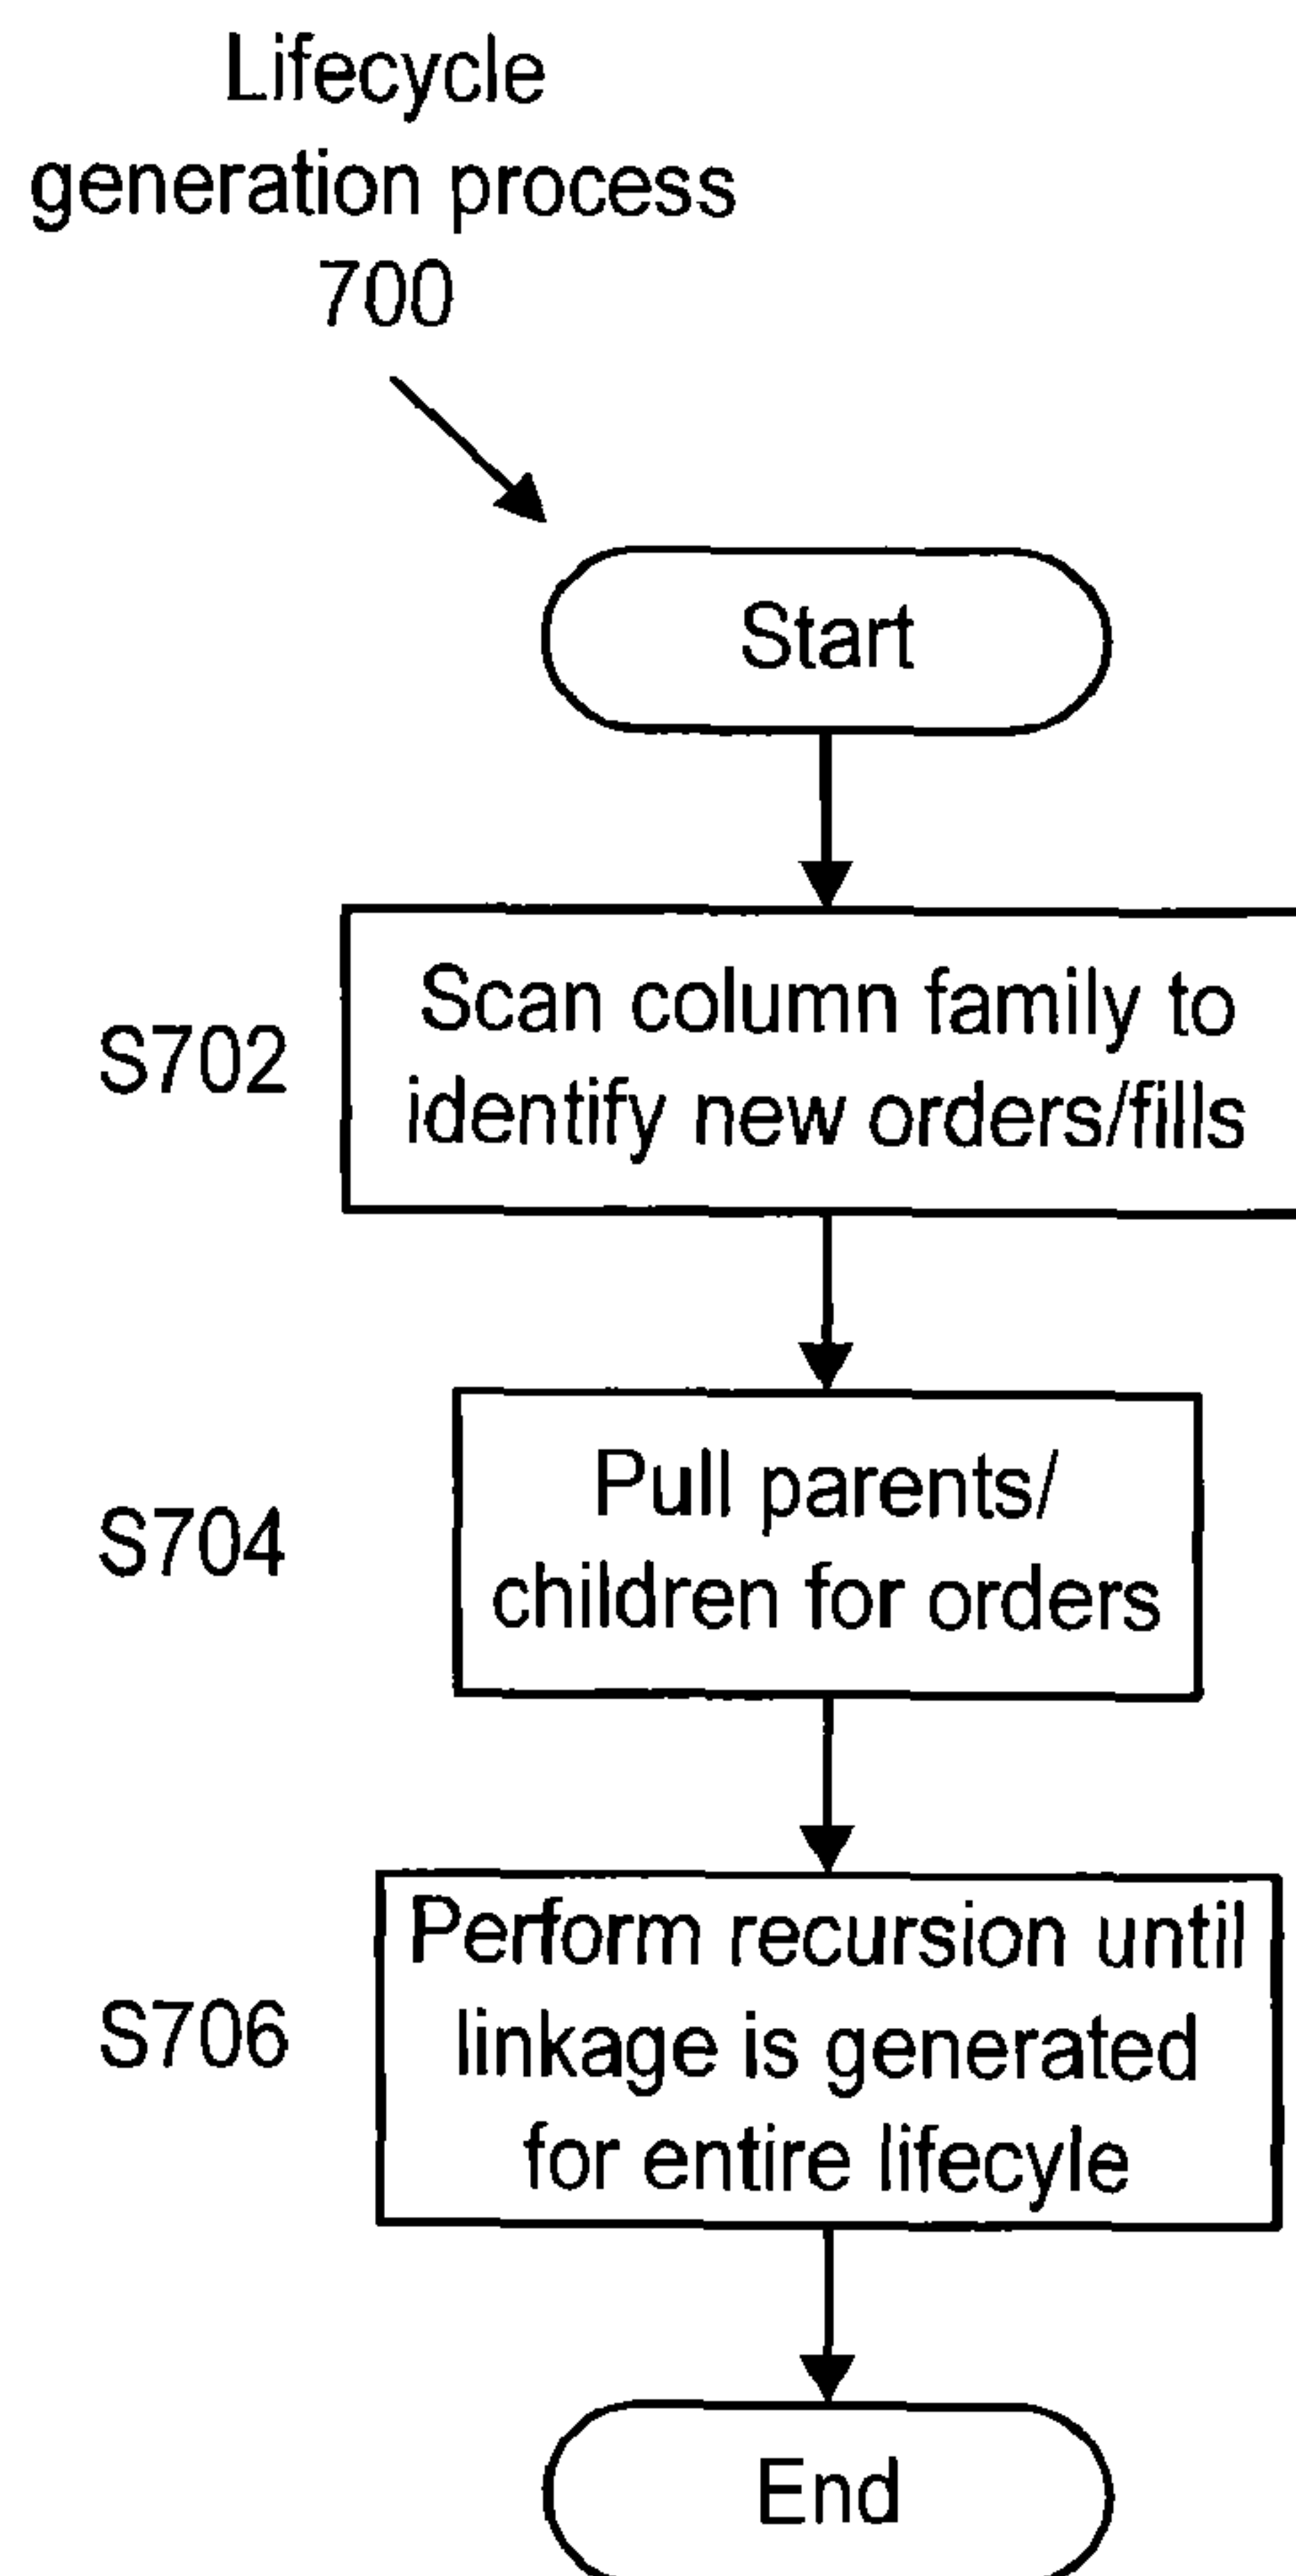 Lifecycle
generation process
700
Start
S702
Scan column family to
identify new orders/fills
S704
Pull parents/
children for orders
S706
Perform recursion until
linkage is generated
for entire lifecyle
End